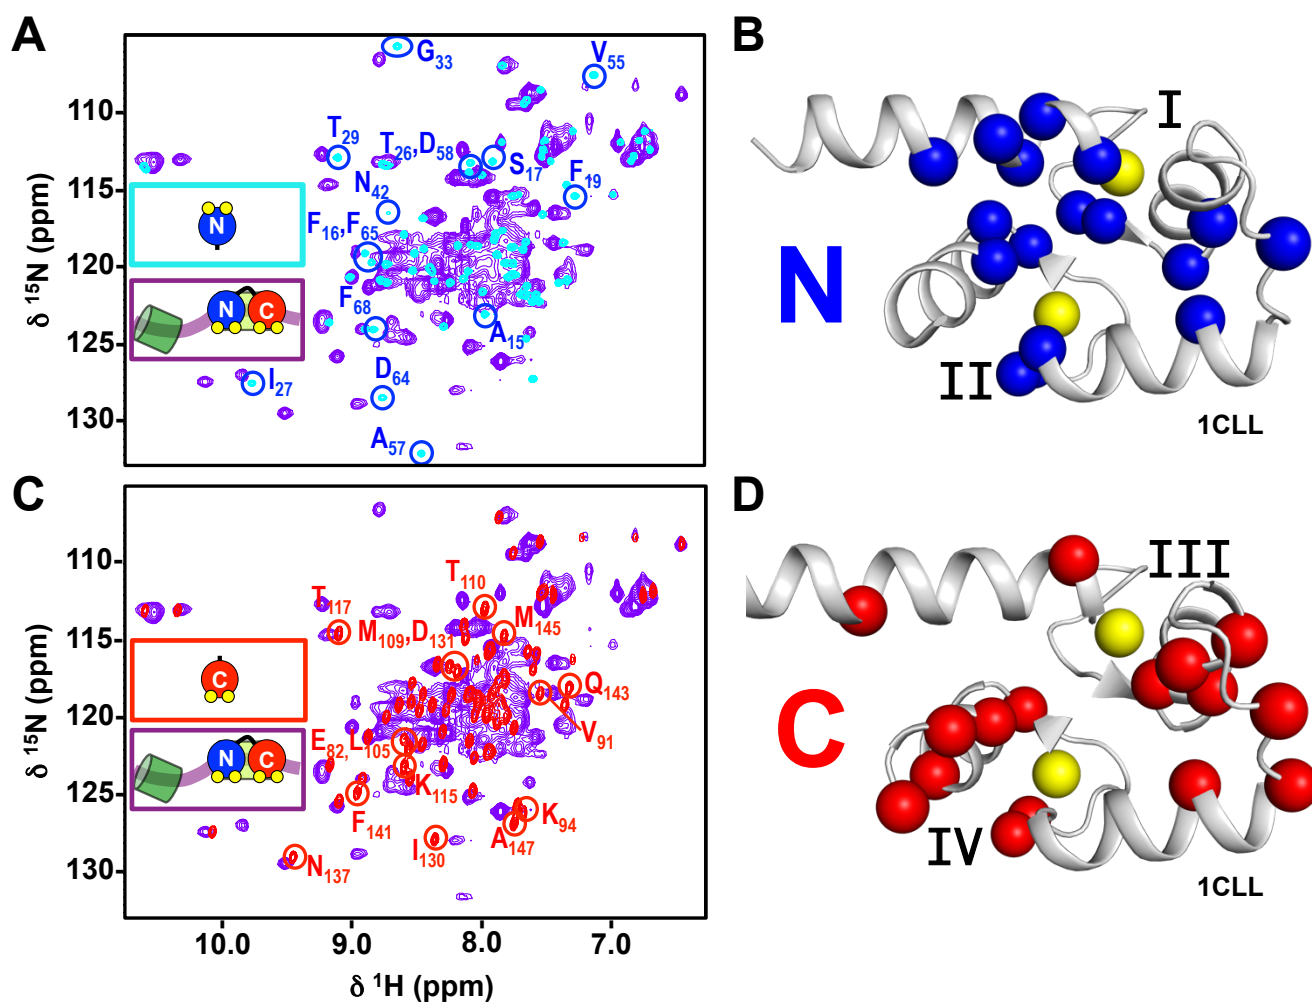 A
G33
V55
T29
T26,D58
S17
N42
F19
F16,F65
F68
A15
I27
D64
A57
N
N C
110
115
120
125
130
δ 15N (ppm)
B
I
N
II
1CLL
C
T110
T117
M109,D131
M145
Q143
V91
E82,L105
K115
F141
K94
A147
I130
N137
C
N C
110
115
120
125
130
δ 15N (ppm)
10.0 9.0 8.0 7.0
δ 1H (ppm)
D
III
C
IV
1CLL